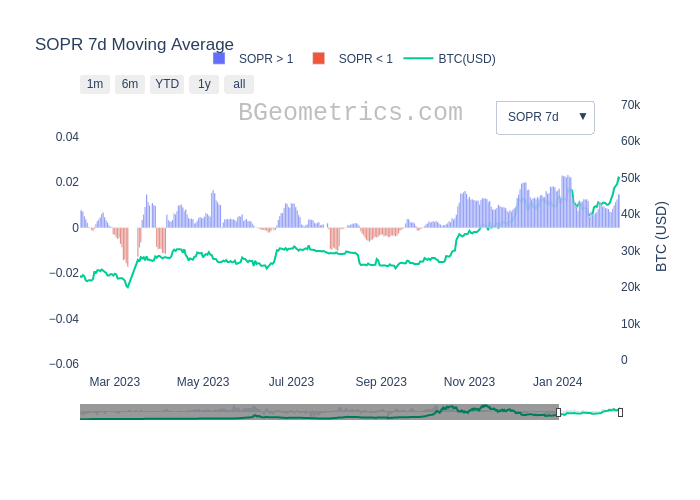 SOPR 7d Moving Average
SOPR > 1
SOPR < 1
BTC(USD)
1m
6m
YTD
1y
all
BGeometrics.com
SOPR 7d ▼
0.04
0.02
0
−0.02
−0.04
−0.06
70k
60k
50k
40k
30k
20k
10k
0
BTC (USD)
Mar 2023
May 2023
Jul 2023
Sep 2023
Nov 2023
Jan 2024